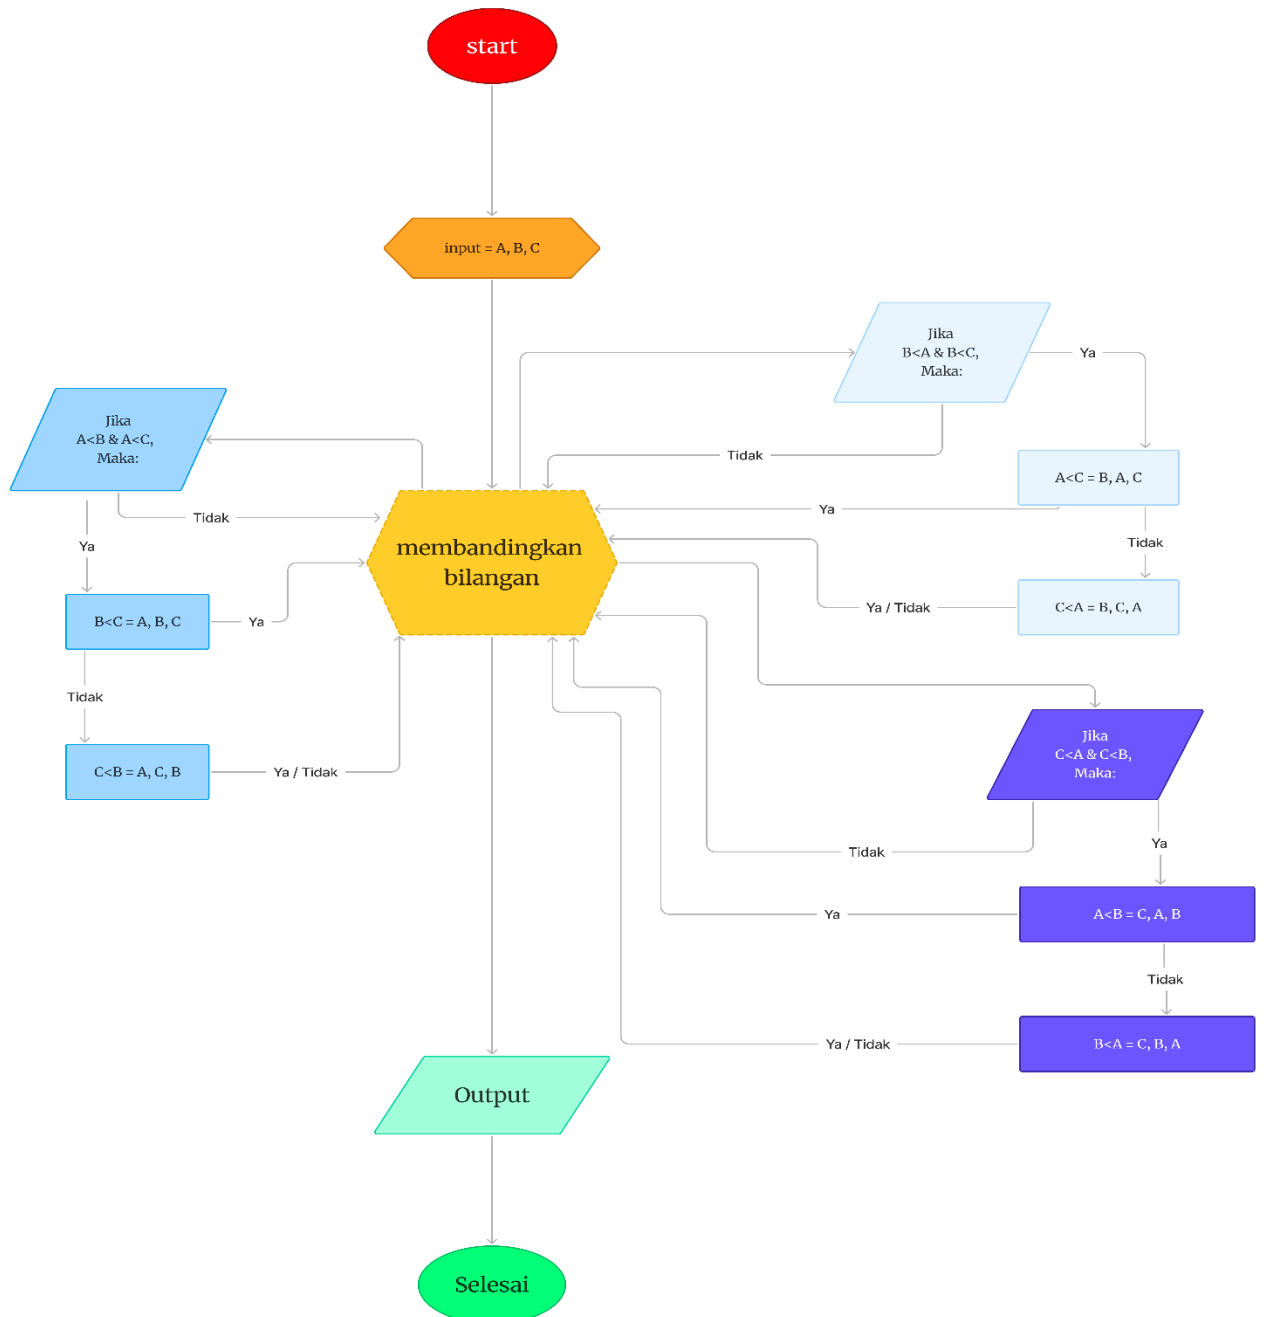 start
input = A, B, C
Jika
B<A & B<C,
Maka:
Ya
Jika
A<B & A<C,
Maka:
Tidak
A<C = B, A, C
Ya
Tidak
Ya
membandingkan
bilangan
Tidak
C<A = B, C, A
Ya / Tidak
B<C = A, B, C
Ya
Tidak
C<B = A, C, B
Ya / Tidak
Jika
C<A & C<B,
Maka:
Tidak
Ya
A<B = C, A, B
Ya
Tidak
B<A = C, B, A
Ya / Tidak
Output
Selesai